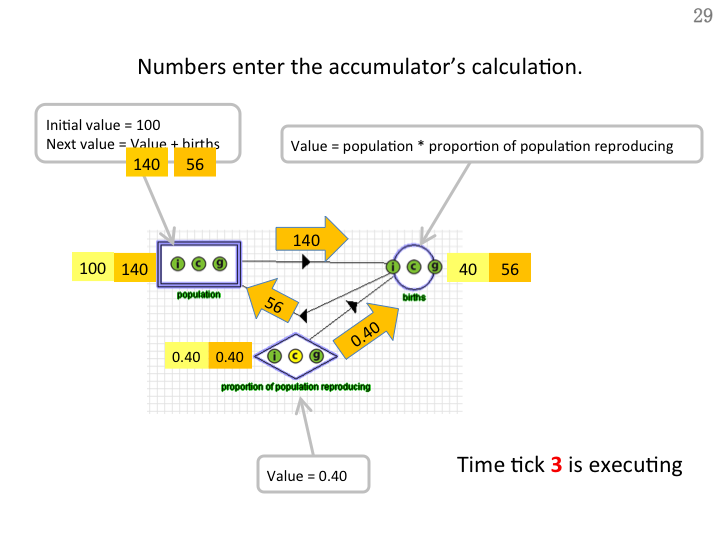 29
Numbers enter the accumulator's calculation.
Initial value = 100
Next value = Value + births
140 56
Value = population * proportion of population reproducing
140
100 140
i c g
population
i c g
births
40 56
56
0.40
0.40 0.40
i c g
proportion of population reproducing
Value = 0.40
Time tick 3 is executing